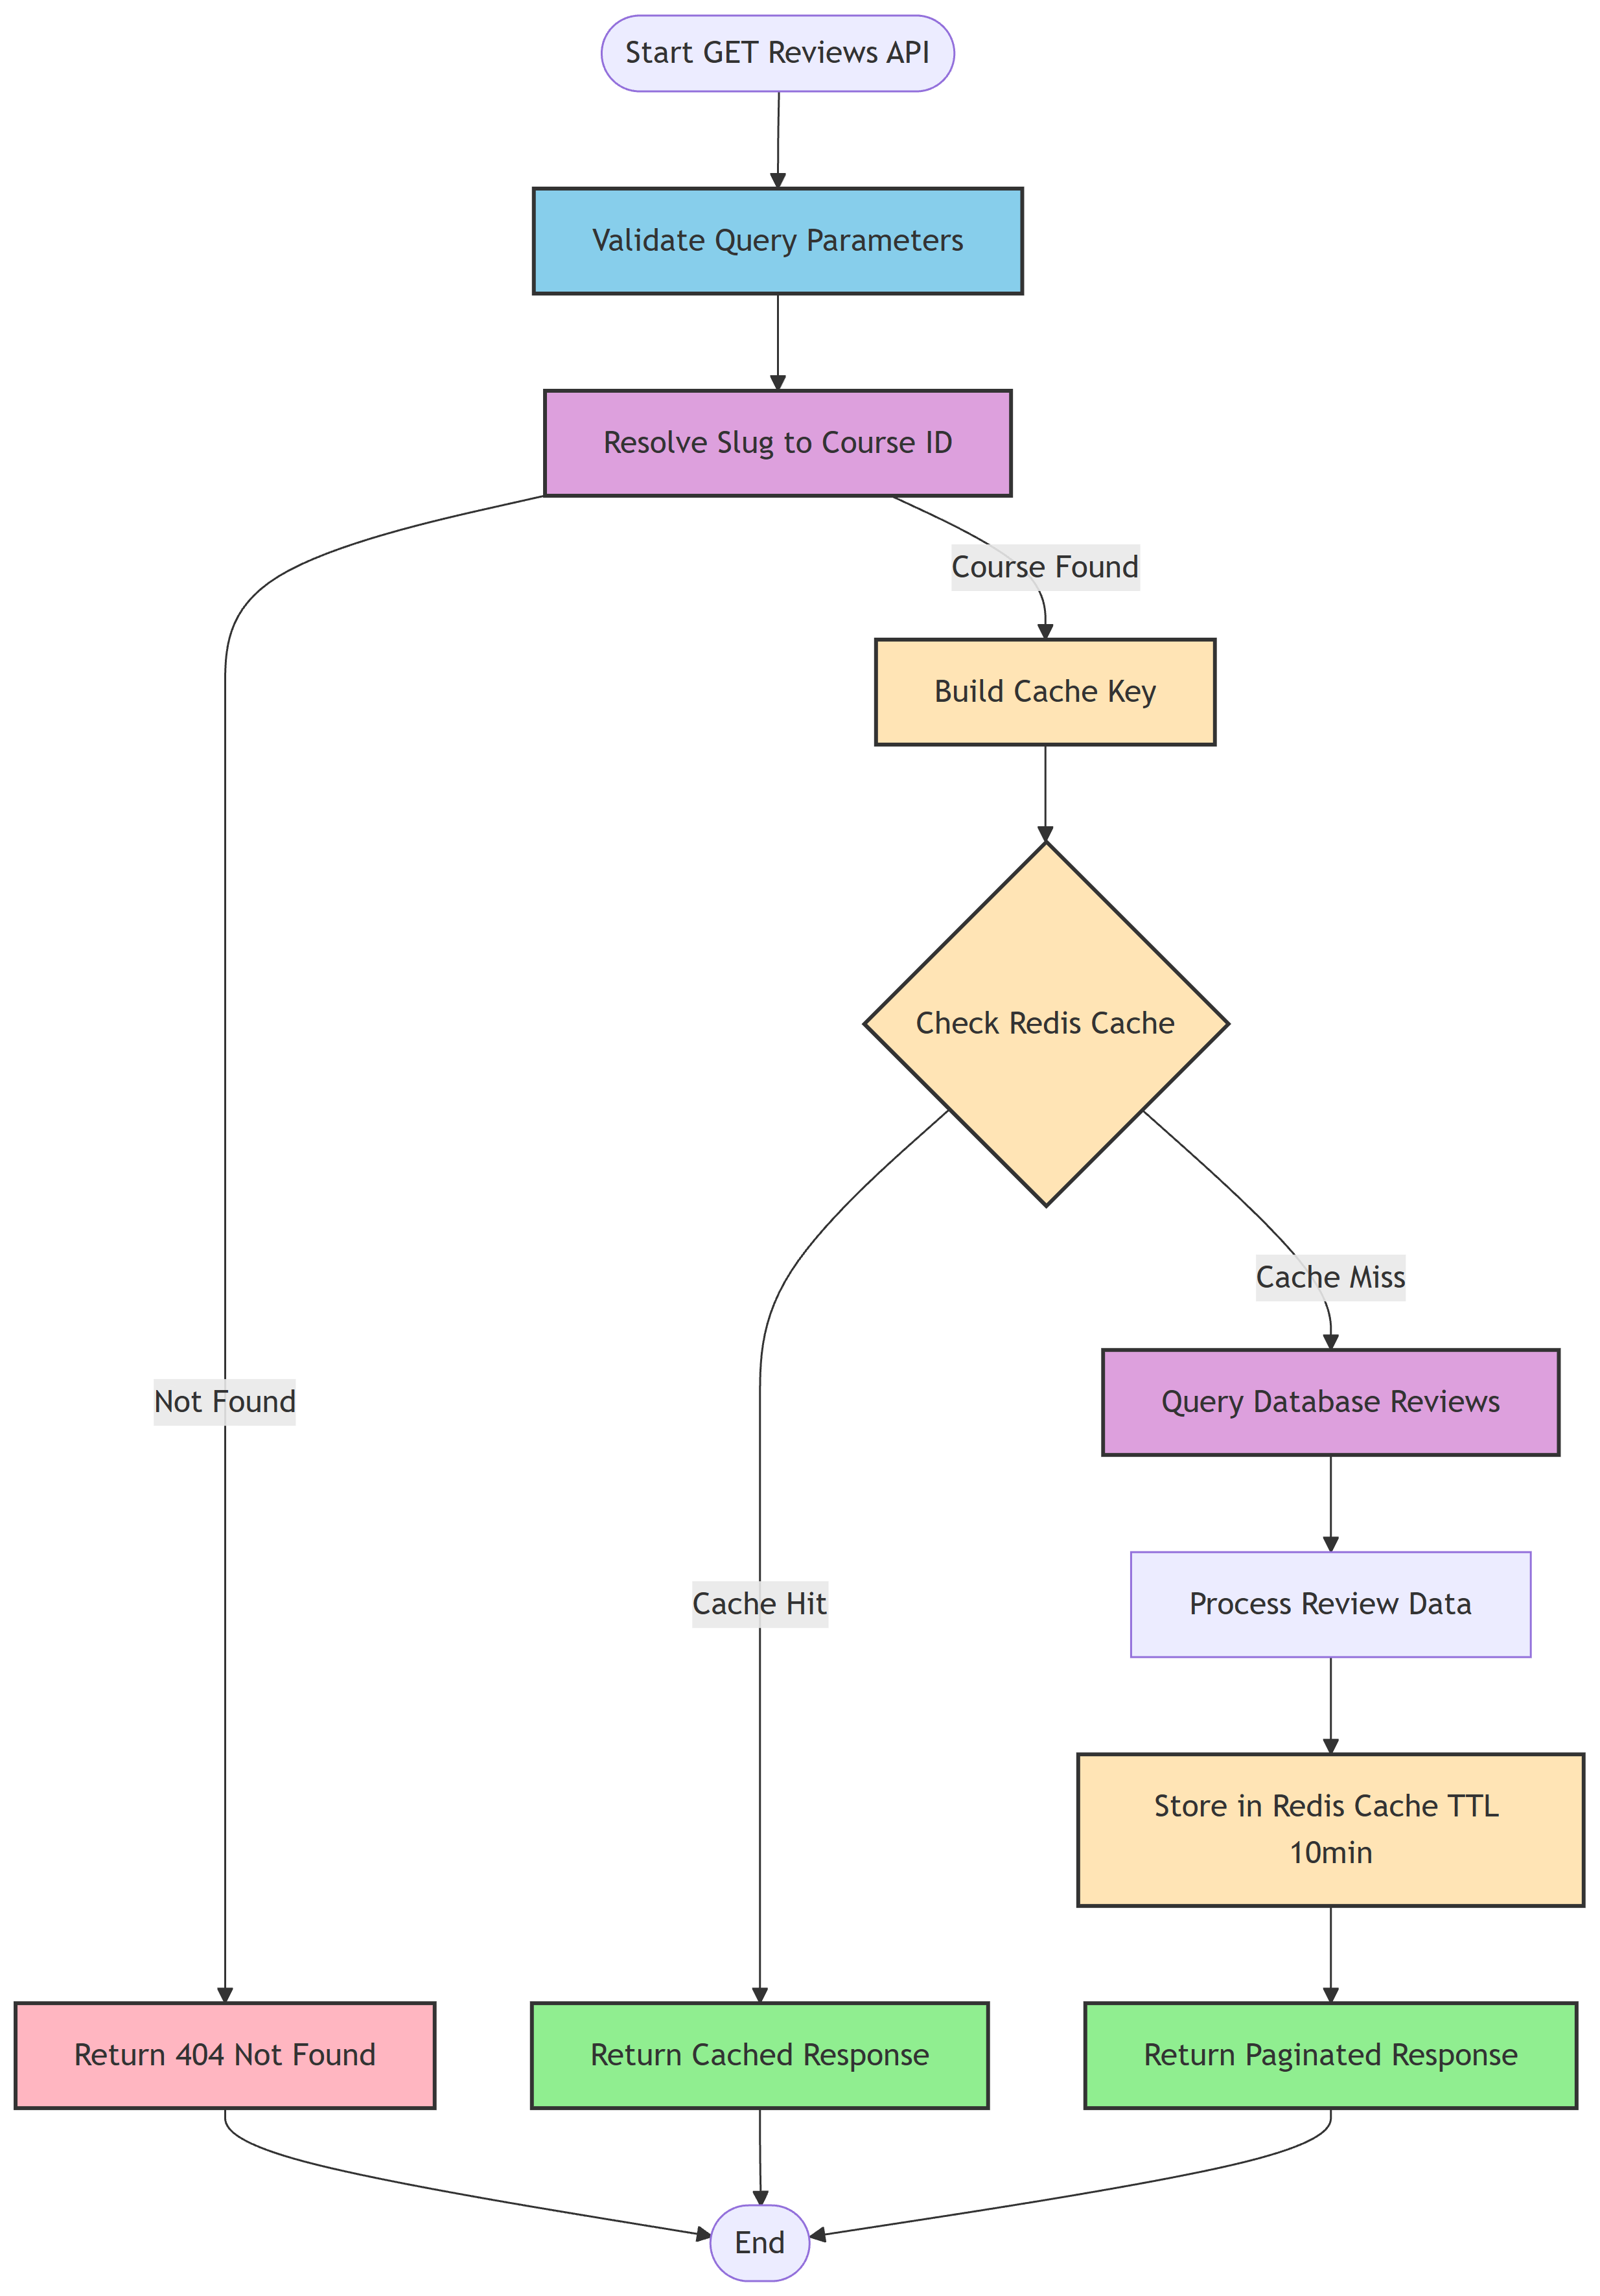 Start GET Reviews API
Validate Query Parameters
Resolve Slug to Course ID
Course Found
Build Cache Key
Check Redis Cache
Cache Miss
Not Found
Query Database Reviews
Cache Hit
Process Review Data
Store in Redis Cache TTL
10min
Return 404 Not Found
Return Cached Response
Return Paginated Response
End